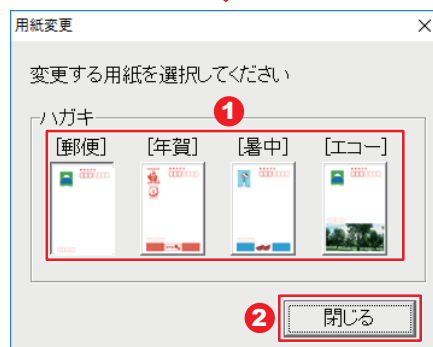 用紙変更
変更する用紙を選択してください
ハガキ
1
[郵便] [年賀] [暑中] [エコー]
2 閉じる